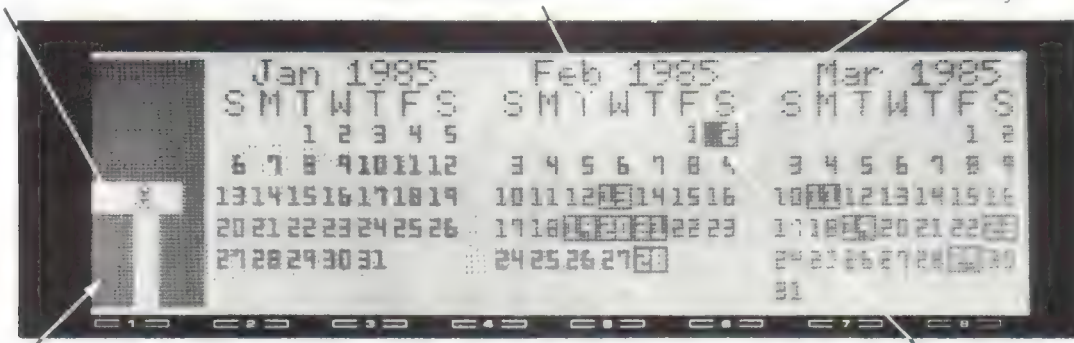 Jan 1985 Feb 1985 Mar 1985
S M T W T F S S M T W T F S S M T W T F S
1 2 3 4 5 1 2 1 2
6 7 8 9 10 11 12 3 4 5 6 7 8 9 3 4 5 6 7 8 9
13 14 15 16 17 18 19 10 11 12 13 14 15 16 10 11 12 13 14 15 16
20 21 22 23 24 25 26 17 18 19 20 21 22 23 17 18 19 20 21 22 23
27 28 29 30 31 24 25 26 27 28 24 25 26 27 28 29 30
31
1 2 3 4 5 6 7 8